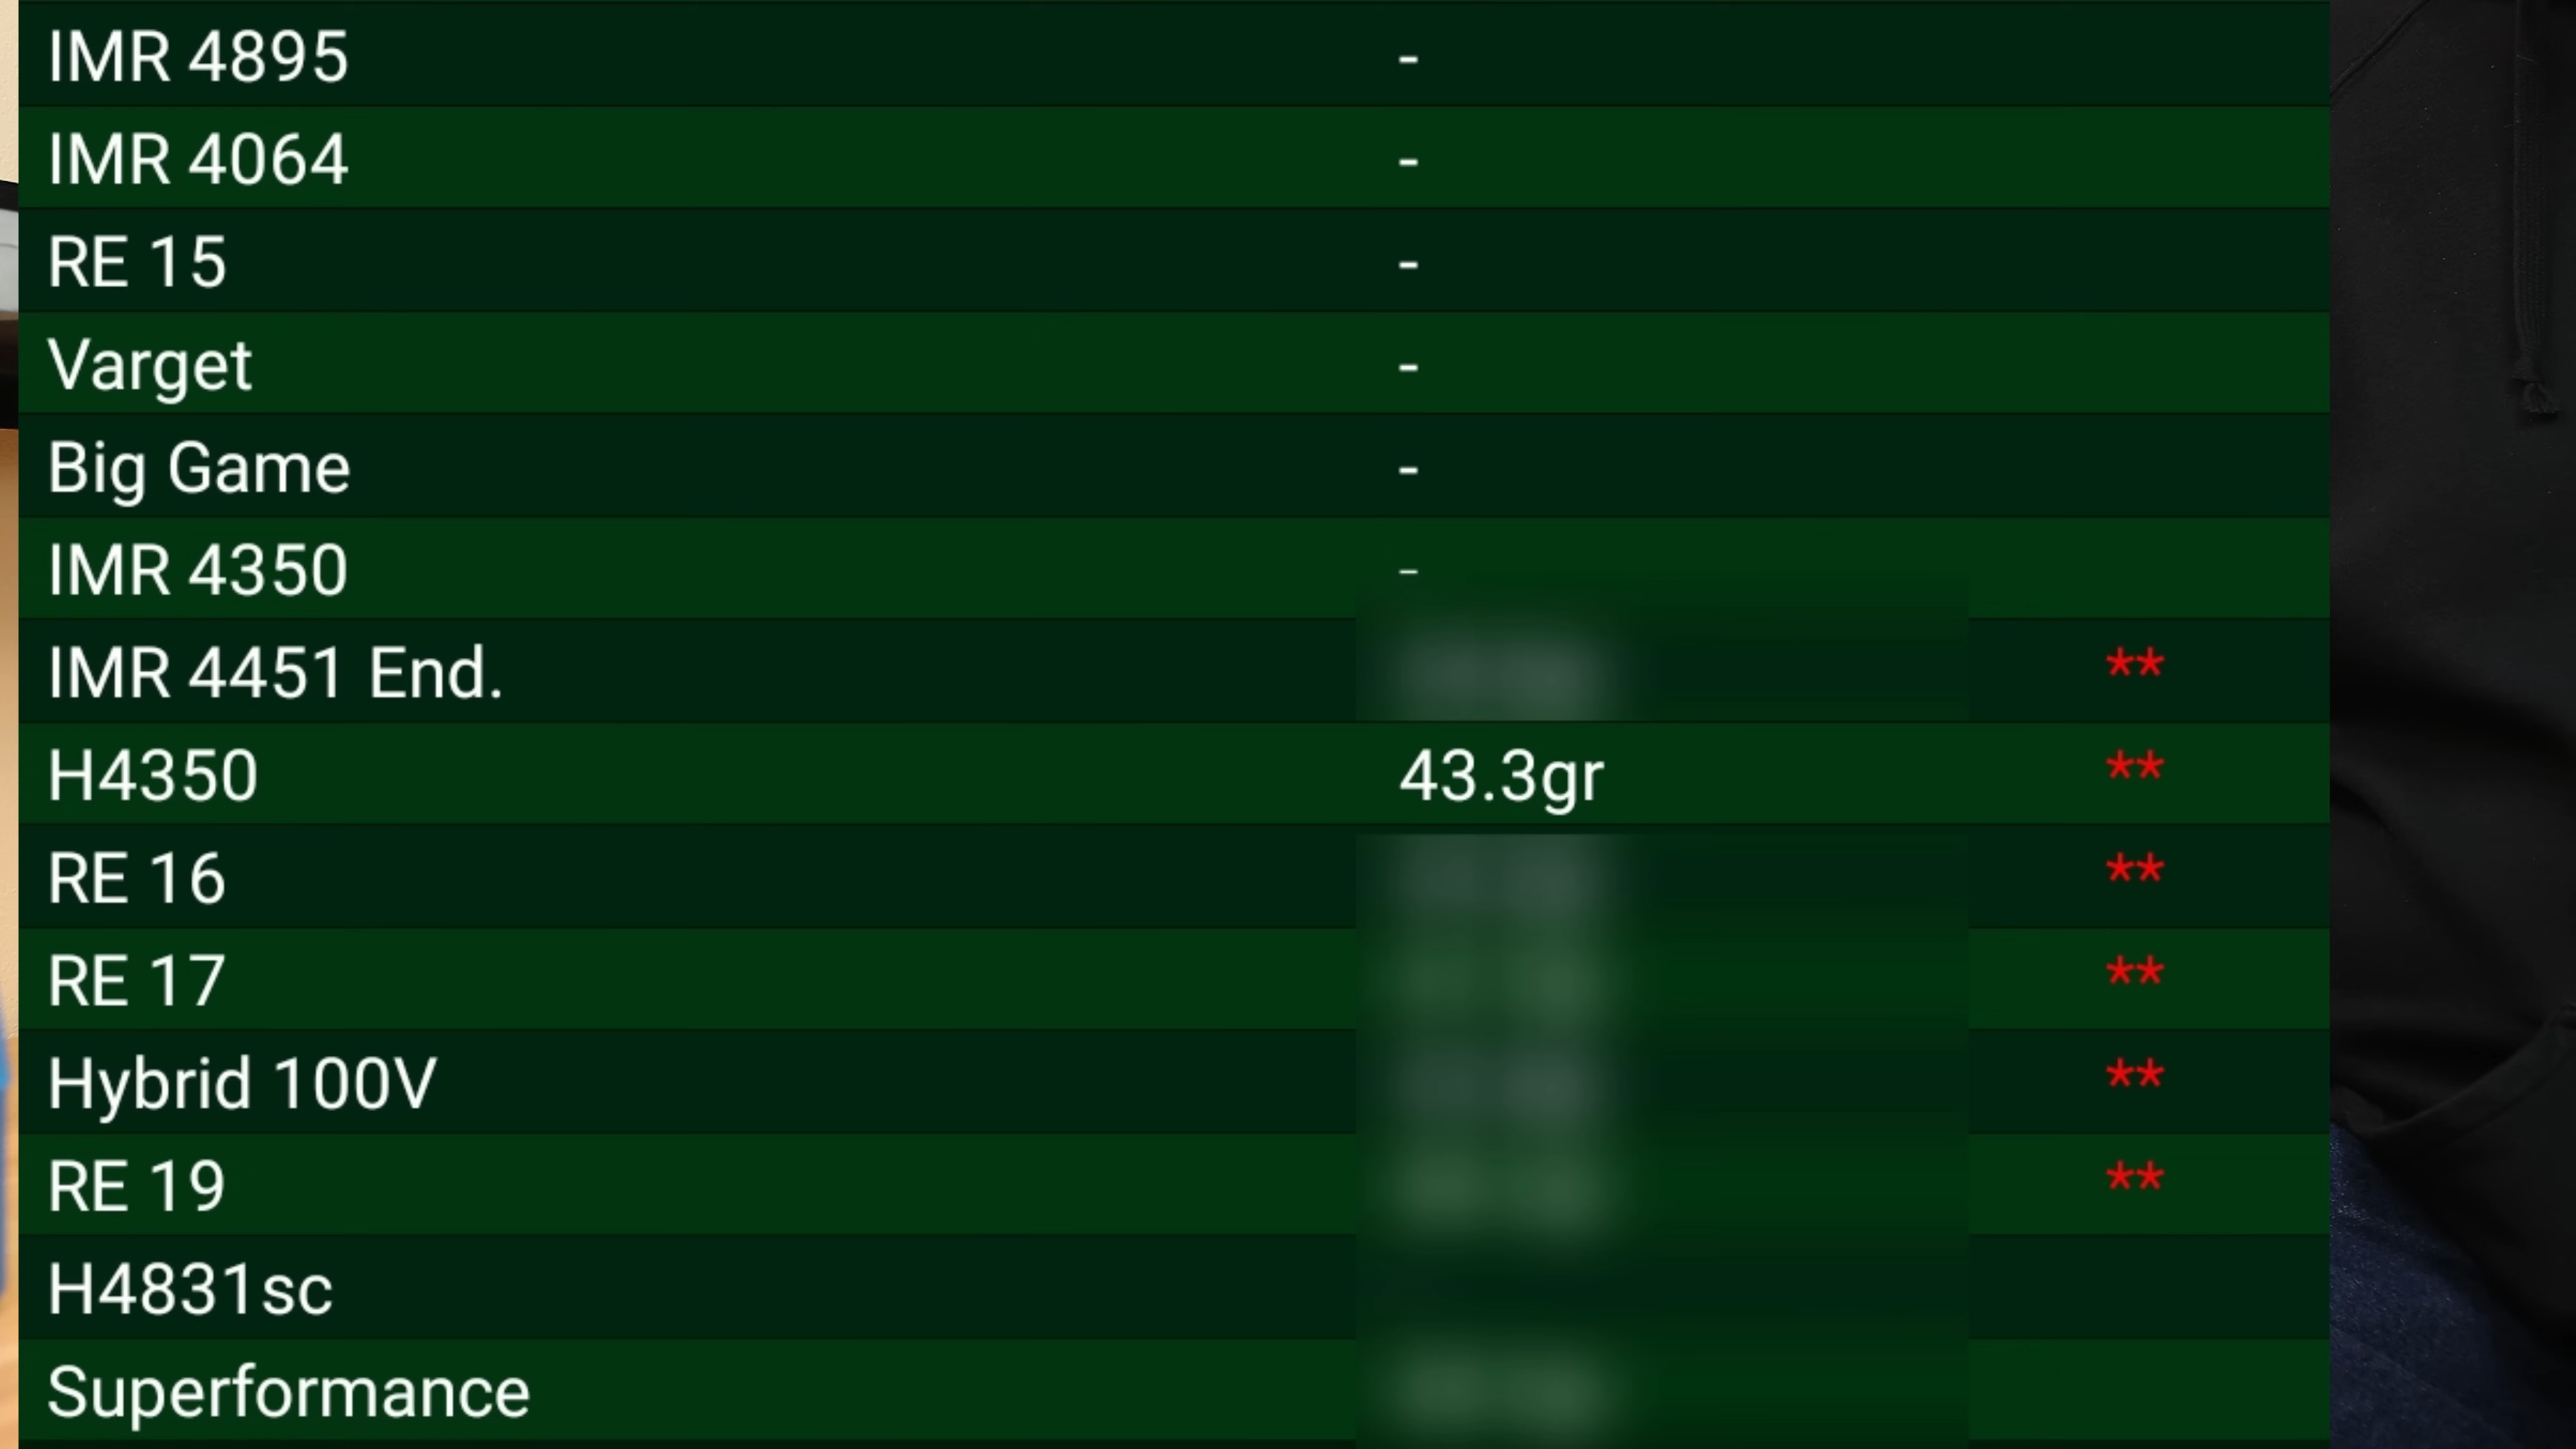 IMR 4895 -
IMR 4064 -
RE 15 -
Varget -
Big Game -
IMR 4350 -
IMR 4451 End. **
H4350 43.3gr **
RE 16 **
RE 17 **
Hybrid 100V **
RE 19 **
H4831sc
Superformance